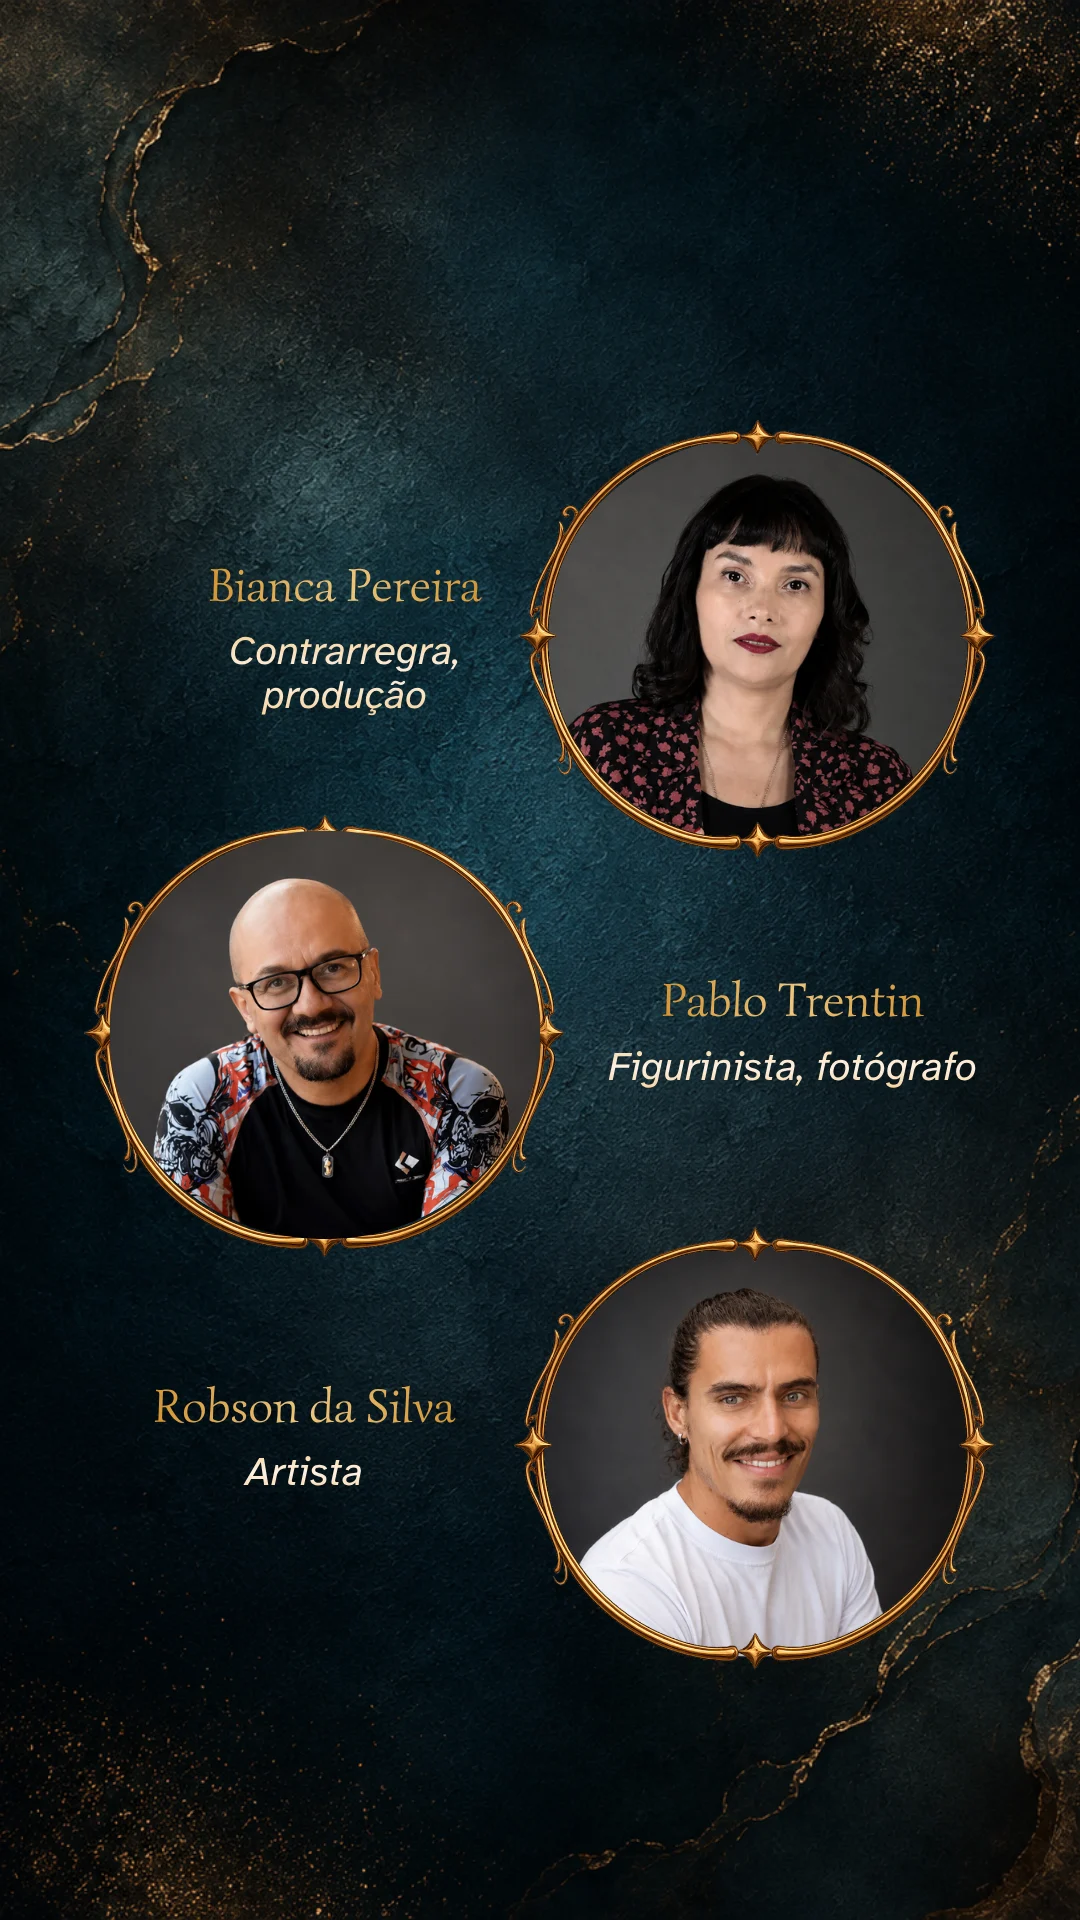 Bianca Pereira
Contrarregra,
produção
Pablo Trentin
Figurinista, fotógrafo
Robson da Silva
Artista